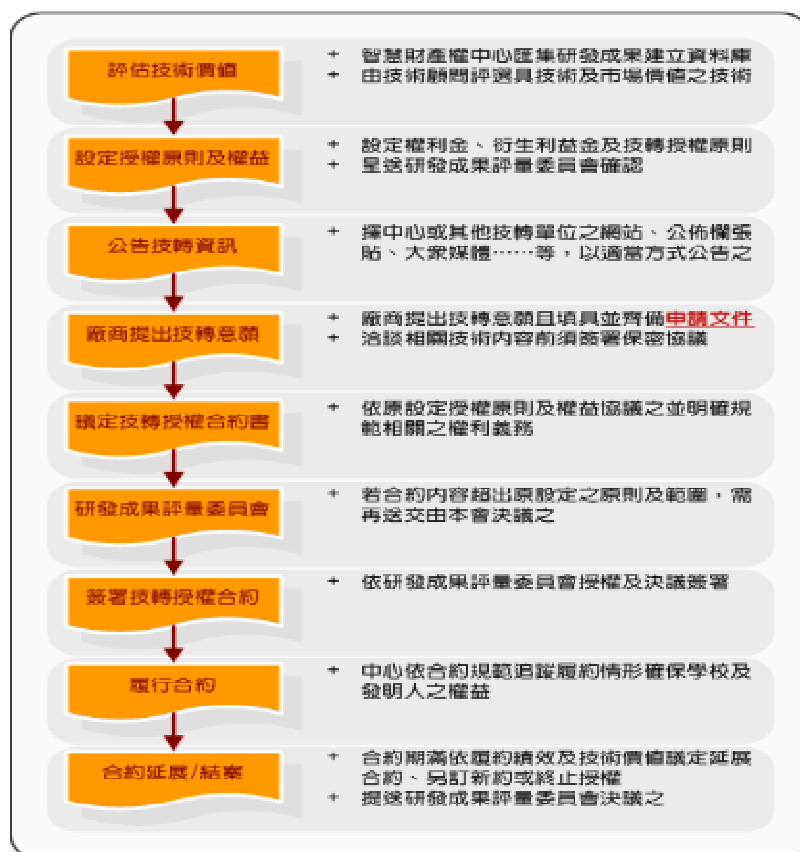 評估技術價值
+ 智慧財產權中心匯集研發成果建立資料庫
+ 由技術顧問評選具技術及市場價值之技術
設定授權原則及權益
+ 設定權利金、衍生利益金及技轉授權原則
+ 呈送研發成果評量委員會確認
公告技轉資訊
+ 擇中心或其他技轉單位之網站、公佈欄張
貼、大眾媒體……等，以適當方式公告之
廠商提出技轉意願
+ 廠商提出技轉意願且填具並齊備申請文件
+ 洽談相關技術內容前須簽署保密協議
議定技轉授權合約書
+ 依原設定授權原則及權益協議之並明確規
範相關之權利義務
研發成果評量委員會
+ 若合約內容超出原設定之原則及範圍，需
再送交由本會決議之
簽署技轉授權合約
+ 依研發成果評量委員會授權及決議簽署
履行合約
+ 中心依合約規範追蹤履約情形確保學校及
發明人之權益
合約延展/結案
+ 合約期滿依履約績效及技術價值議定延展
合約、另訂新約或終止授權
+ 提送研發成果評量委員會決議之